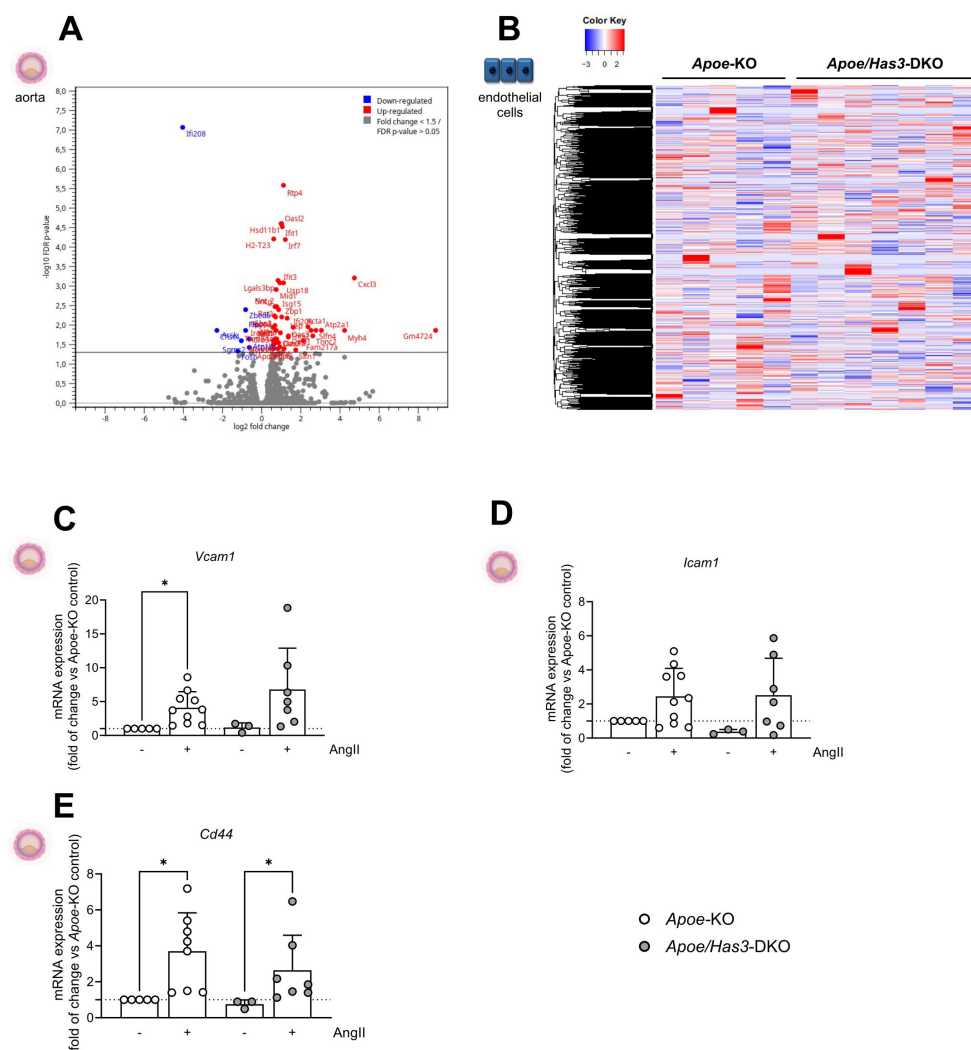 A
aorta
Down-regulated
Up-regulated
Fold change < 1.5 /
FDR p-value > 0.05
-log10 FDR p-value
8,0
7,5
7,0
6,5
6,0
5,5
5,0
4,5
4,0
3,5
3,0
2,5
2,0
1,5
1,0
0,5
0,0
Ifi208
Rtp4
Oasl2
Hsd11b1
Ifit1
H2-T23
Irf7
Ifit3
Cxcl3
Lgals3bp
Usp18
Mid1
Isg15
Zbp1
Atp2a1
Gm4724
Myh4
Tnnc2
Fam217a
-8
-6
-4
-2
0
2
4
6
8
log2 fold change
B
endothelial
cells
Color Key
-3
0
2
Apoe-KO
Apoe/Has3-DKO
C
Vcam1
mRNA expression
(fold of change vs Apoe-KO control)
20
15
10
5
0
*
- + - + AngII
D
Icam1
mRNA expression
(fold of change vs Apoe-KO control)
8
6
4
2
0
- + - + AngII
E
Cd44
mRNA expression
(fold of change vs Apoe-KO control)
8
6
4
2
0
* *
- + - + AngII
Apoe-KO
Apoe/Has3-DKO